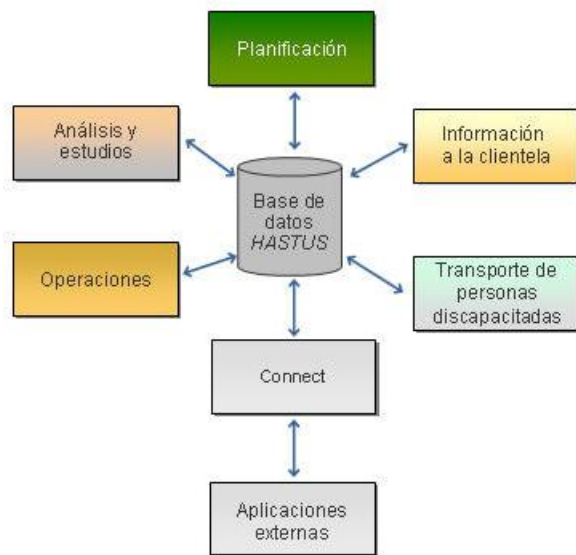 Planificación
Análisis y
estudios
Información
a la clientela
Base de
datos
HASTUS
Operaciones
Transporte de
personas
discapacitadas
Connect
Aplicaciones
externas